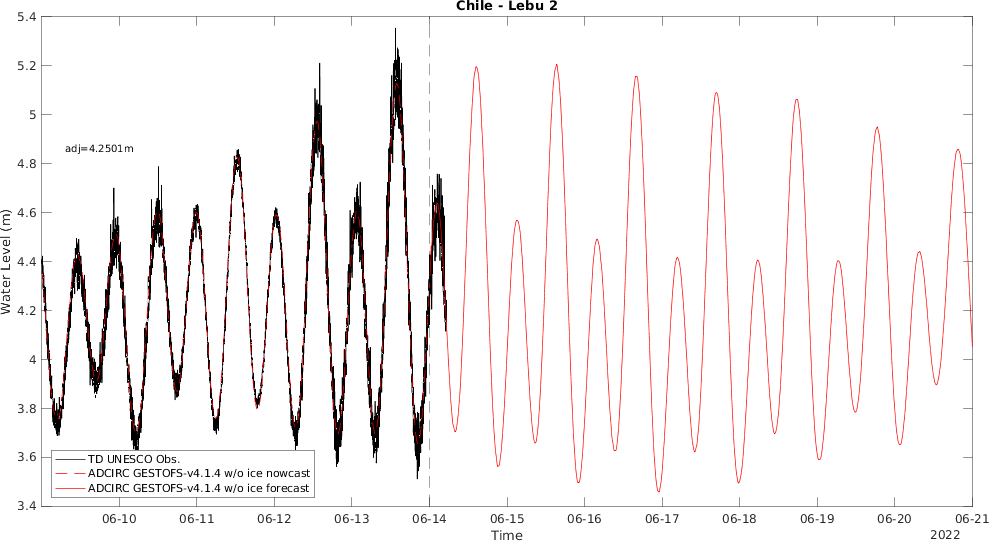 Chile - Lebu 2
5.4
5.2
5
4.8
4.6
4.4
4.2
4
3.8
3.6
3.4
Water Level (m)
adj=4.2501m
TD UNESCO Obs.
ADCIRC GESTOFS-v4.1.4 w/o ice nowcast
ADCIRC GESTOFS-v4.1.4 w/o ice forecast
06-10 06-11 06-12 06-13 06-14 06-15 06-16 06-17 06-18 06-19 06-20 06-21
Time
2022